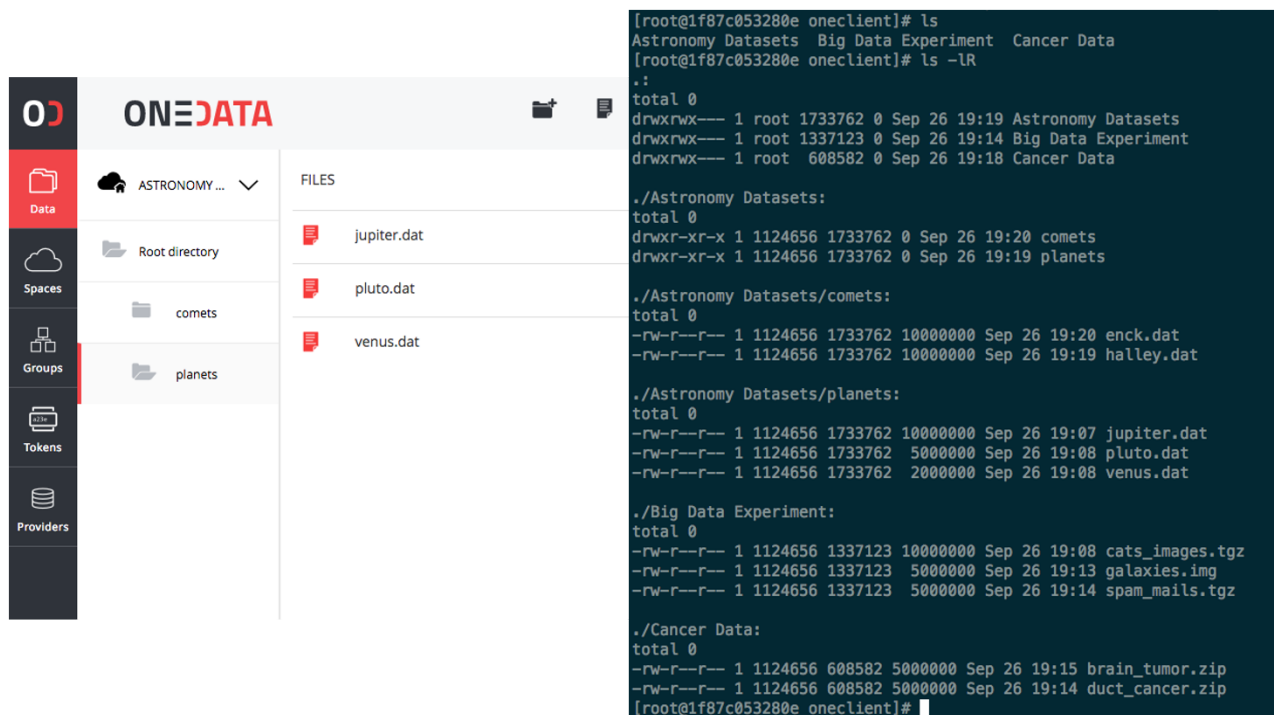 ONEDATA
Data
Spaces
Groups
Tokens
Providers
ASTRONOMY ...
Root directory
comets
planets
FILES
jupiter.dat
pluto.dat
venus.dat
[root@1f87c053280e oneclient]# ls
Astronomy Datasets  Big Data Experiment  Cancer Data
[root@1f87c053280e oneclient]# ls -lR
.:
total 0
drwxrwx--- 1 root 1733762 0 Sep 26 19:19 Astronomy Datasets
drwxrwx--- 1 root 1337123 0 Sep 26 19:14 Big Data Experiment
drwxrwx--- 1 root  608582 0 Sep 26 19:18 Cancer Data
./Astronomy Datasets:
total 0
drwxr-xr-x 1 1124656 1733762 0 Sep 26 19:20 comets
drwxr-xr-x 1 1124656 1733762 0 Sep 26 19:19 planets
./Astronomy Datasets/comets:
total 0
-rw-r--r-- 1 1124656 1733762 10000000 Sep 26 19:20 enck.dat
-rw-r--r-- 1 1124656 1733762 10000000 Sep 26 19:19 halley.dat
./Astronomy Datasets/planets:
total 0
-rw-r--r-- 1 1124656 1733762 10000000 Sep 26 19:07 jupiter.dat
-rw-r--r-- 1 1124656 1733762  5000000 Sep 26 19:08 pluto.dat
-rw-r--r-- 1 1124656 1733762  2000000 Sep 26 19:08 venus.dat
./Big Data Experiment:
total 0
-rw-r--r-- 1 1124656 1337123 10000000 Sep 26 19:08 cats_images.tgz
-rw-r--r-- 1 1124656 1337123  5000000 Sep 26 19:13 galaxies.img
-rw-r--r-- 1 1124656 1337123  5000000 Sep 26 19:14 spam_mails.tgz
./Cancer Data:
total 0
-rw-r--r-- 1 1124656 608582 5000000 Sep 26 19:15 brain_tumor.zip
-rw-r--r-- 1 1124656 608582 5000000 Sep 26 19:14 duct_cancer.zip
[root@1f87c053280e oneclient]#